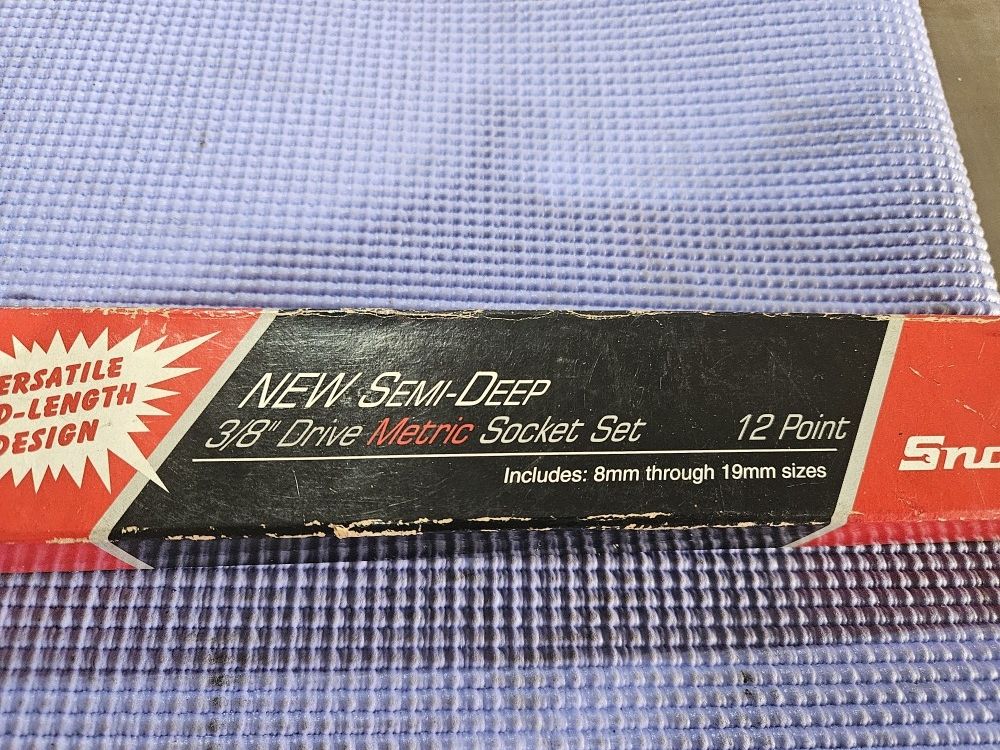 ERSATILE
D-LENGTH
DESIGN
NEW SEMI-DEEP
3/8" Drive Metric Socket Set
12 Point
Includes: 8mm through 19mm sizes
Sno